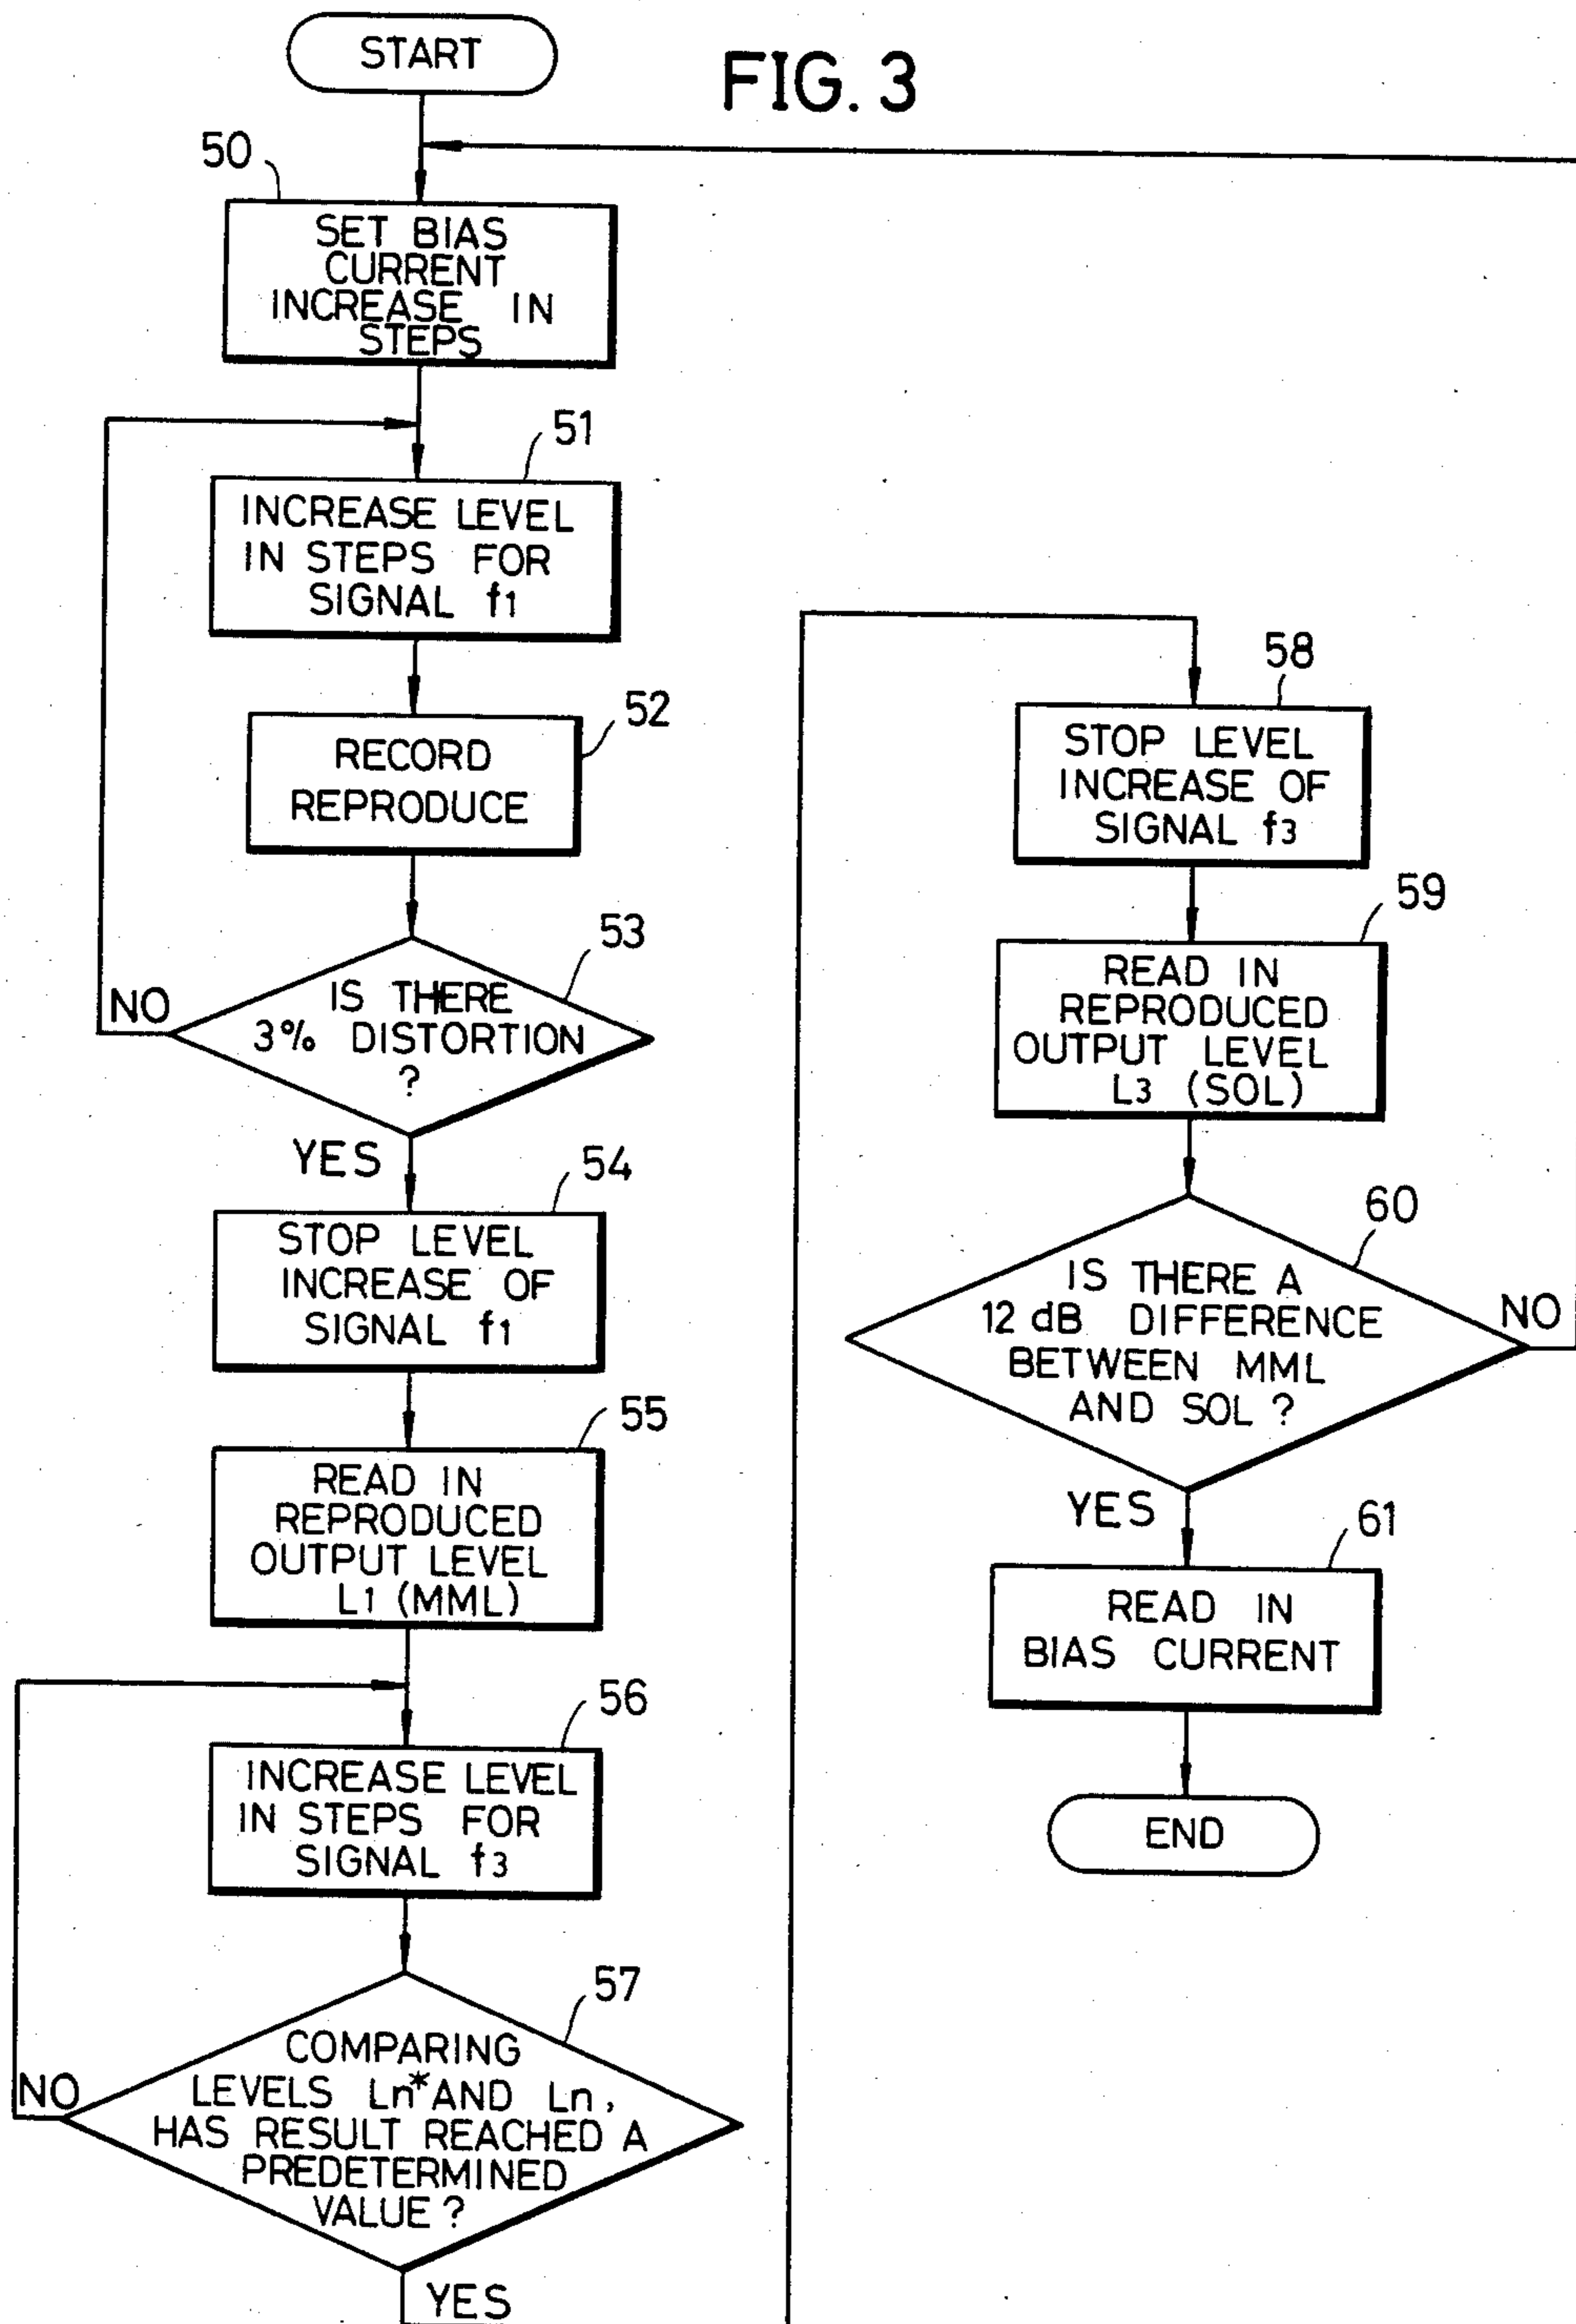 START
FIG. 3
50
SET BIAS
CURRENT
INCREASE IN
STEPS
51
INCREASE LEVEL
IN STEPS FOR
SIGNAL f1
52
RECORD
REPRODUCE
53
IS THERE
3% DISTORTION
?
NO
YES
54
STOP LEVEL
INCREASE OF
SIGNAL f1
55
READ IN
REPRODUCED
OUTPUT LEVEL
L1 (MML)
56
INCREASE LEVEL
IN STEPS FOR
SIGNAL f3
57
COMPARING
LEVELS Ln* AND Ln,
HAS RESULT REACHED A
PREDETERMINED
VALUE ?
NO
YES
58
STOP LEVEL
INCREASE OF
SIGNAL f3
59
READ IN
REPRODUCED
OUTPUT LEVEL
L3 (SOL)
60
IS THERE A
12 dB DIFFERENCE
BETWEEN MML
AND SOL ?
NO
YES
61
READ IN
BIAS CURRENT
END